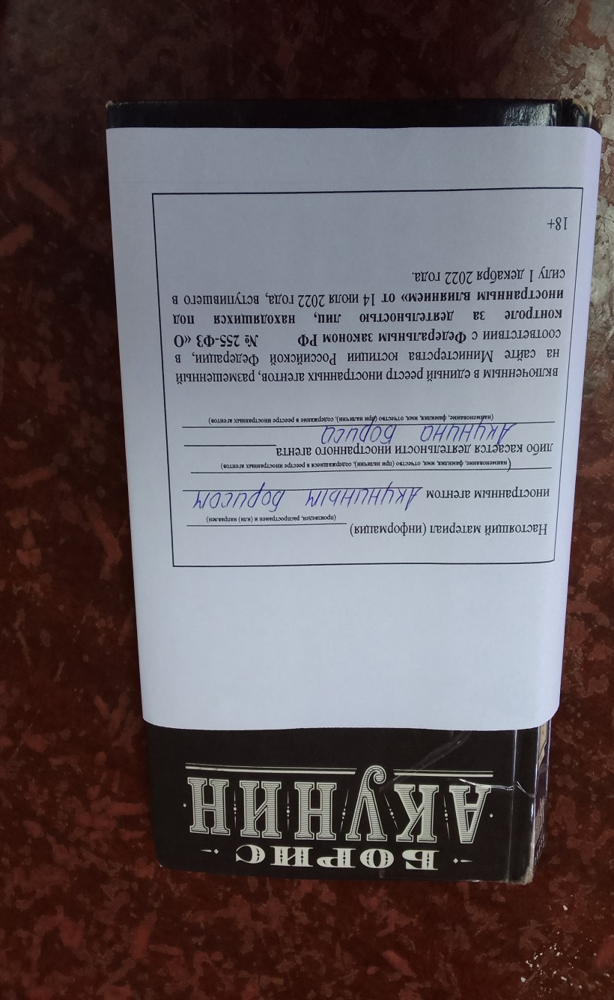 БОРИС
АКУНИН
Настоящий материал (информация)
(произведен, распространен и (или) направлен)
иностранным агентом Акуниным Борисом
(наименование, фамилия, имя, отчество (при наличии), содержащиеся в реестре иностранных агентов)
либо касается деятельности иностранного агента
Акунина Бориса
(наименование, фамилия, имя, отчество (при наличии), содержание в реестре иностранных агентов)
включенным в единый реестр иностранных агентов, размещенный
на сайте Министерства юстиции Российской Федерации, в
соответствии с Федеральным законом РФ № 255-ФЗ «О
контроле за деятельностью лиц, находящихся под
иностранным влиянием» от 14 июля 2022 года, вступившего в
силу 1 декабря 2022 года.
18+